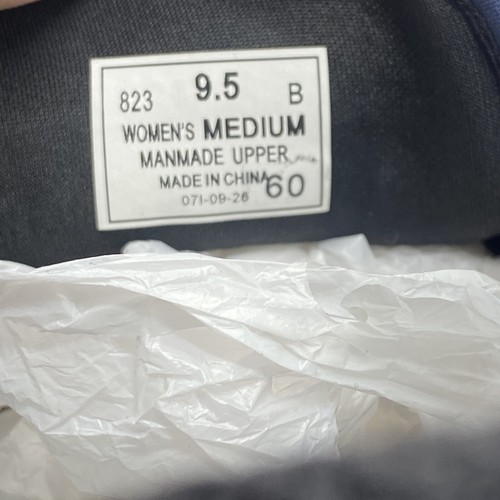 823 9.5 B
WOMEN'S MEDIUM
MANMADE UPPER
MADE IN CHINA 60
071-09-26